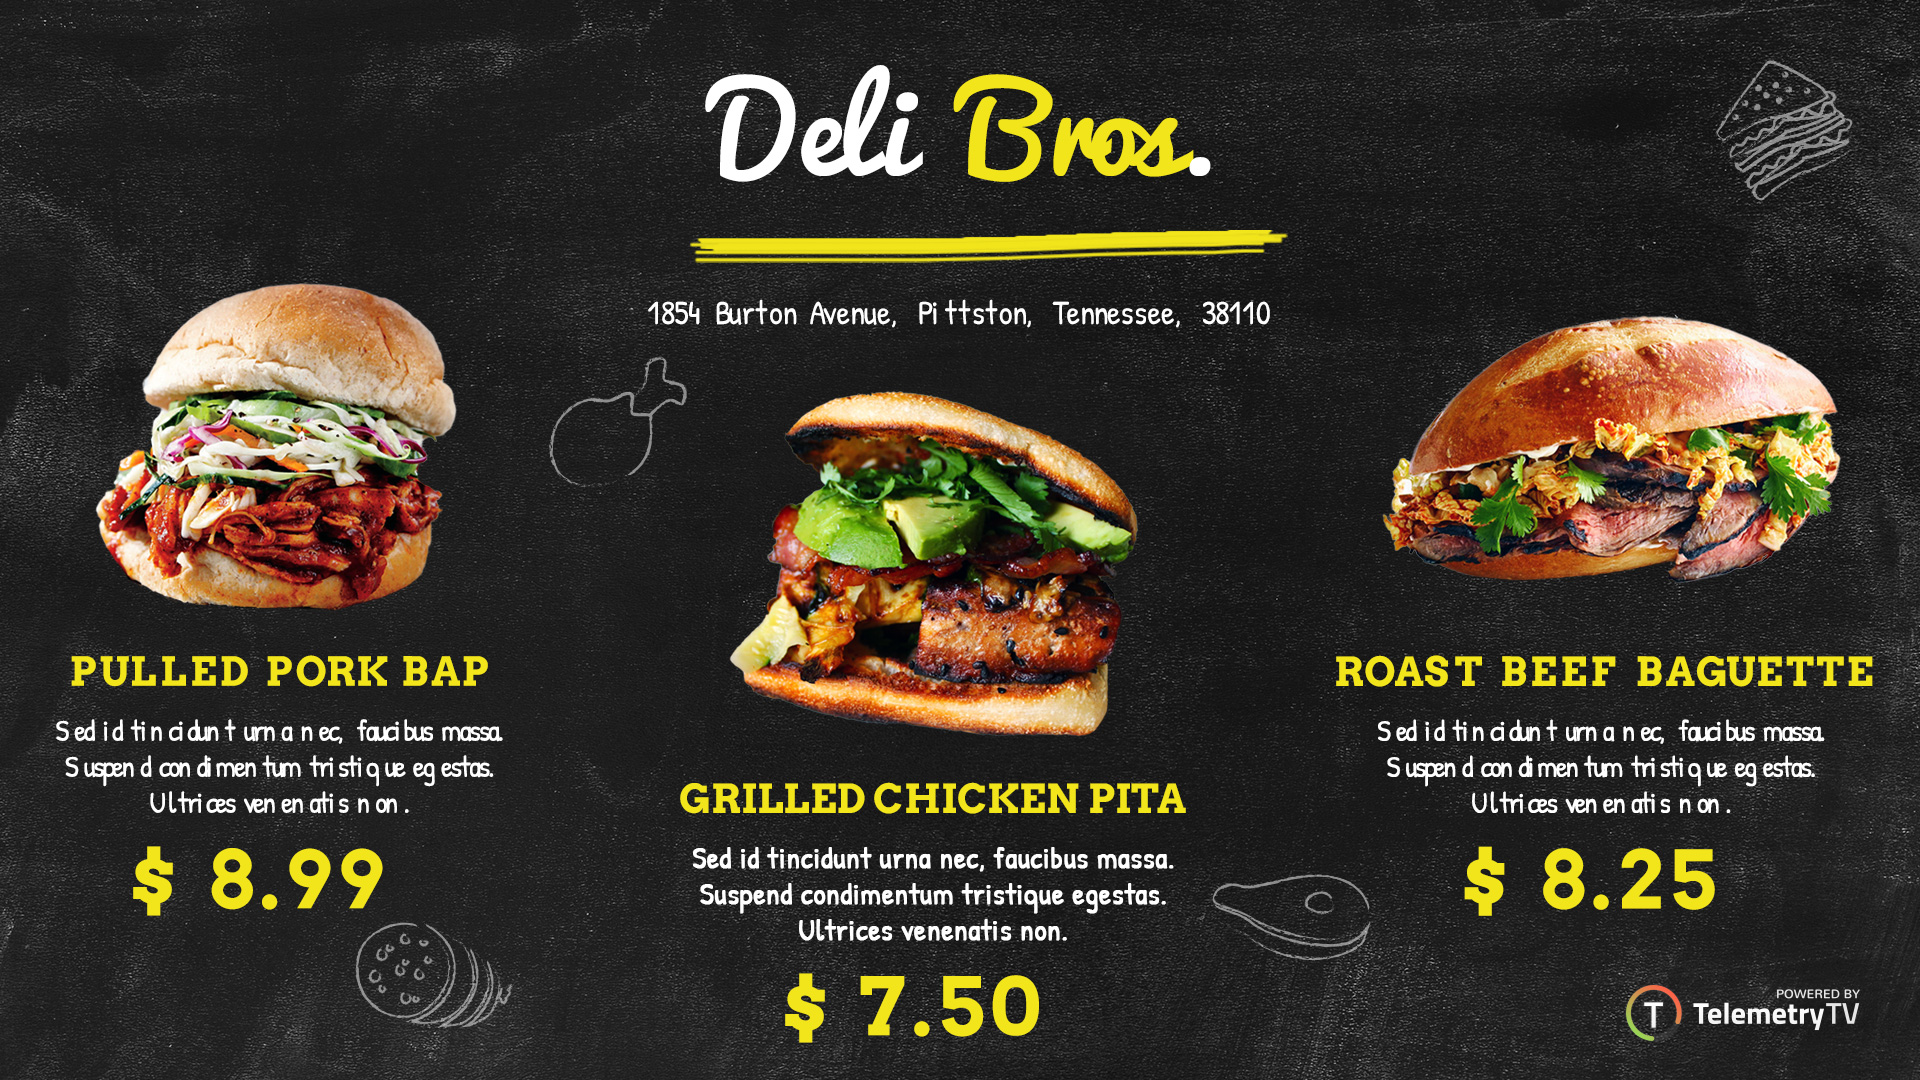 Deli Bros.
1854 Burton Avenue, Pittston, Tennessee, 38110
PULLED PORK BAP
Sed id tincidunt urna nec, faucibus massa.
Suspend condimentum tristique egestas.
Ultrices venenatis non.
$ 8.99
GRILLED CHICKEN PITA
Sed id tincidunt urna nec, faucibus massa.
Suspend condimentum tristique egestas.
Ultrices venenatis non.
$ 7.50
ROAST BEEF BAGUETTE
Sed id tincidunt urna nec, faucibus massa.
Suspend condimentum tristique egestas.
Ultrices venenatis non.
$ 8.25
POWERED BY
T TelemetryTV